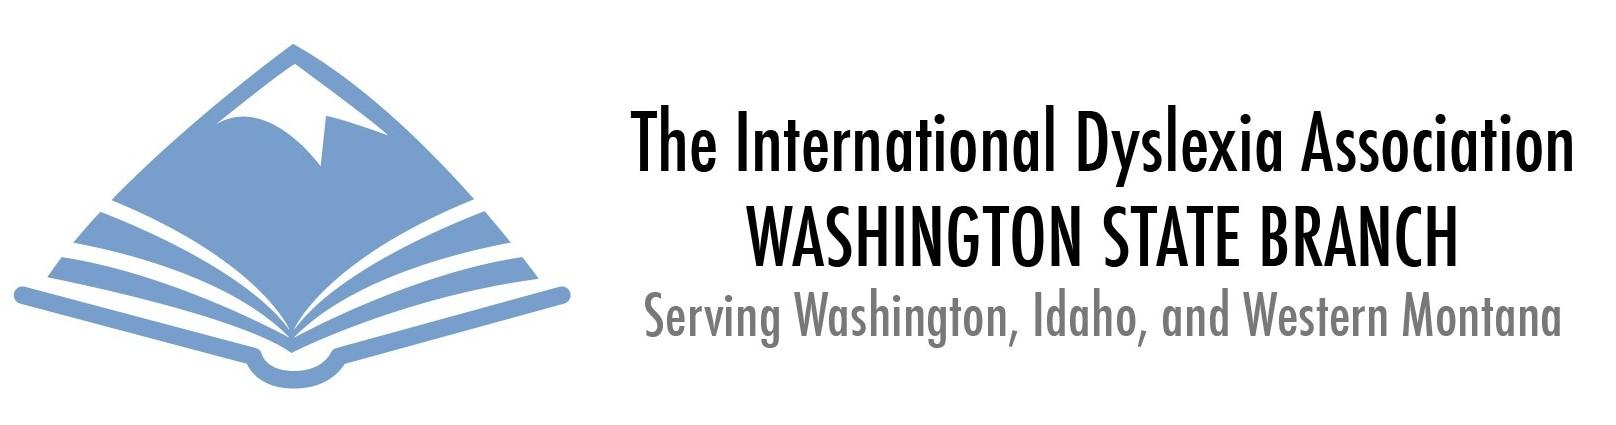 The International Dyslexia Association
WASHINGTON STATE BRANCH
Serving Washington, Idaho, and Western Montana